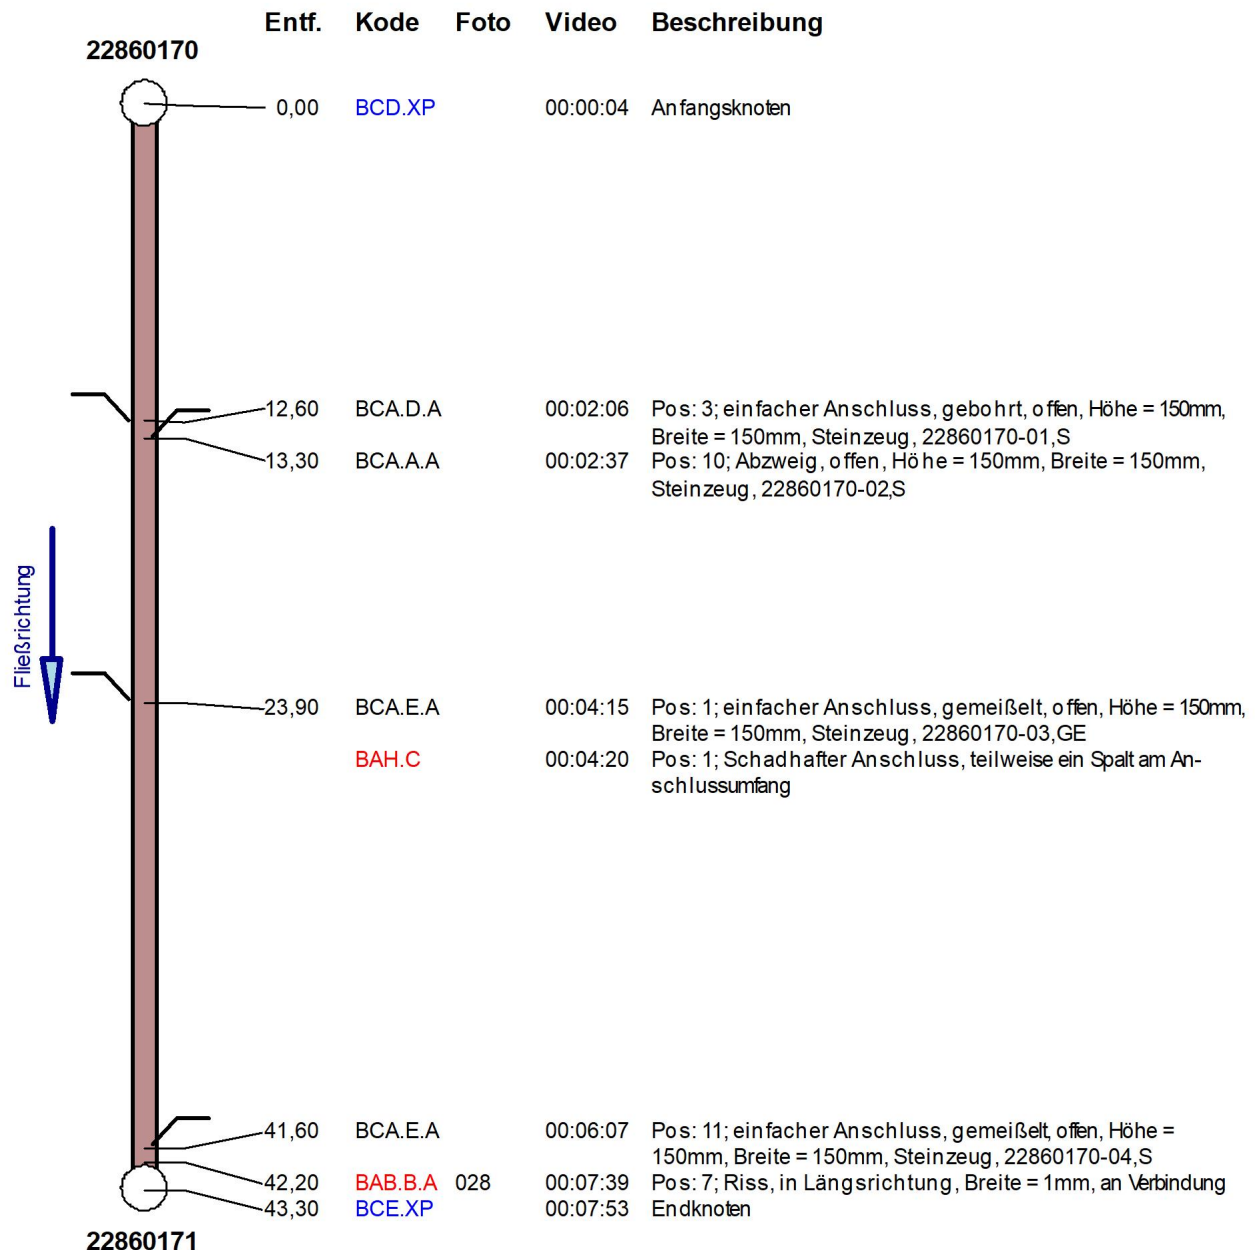 Entf. Kode Foto Video Beschreibung
22860170
0,00 BCD.XP 00:00:04 Anfangsknoten
12,60 BCA.D.A 00:02:06 Pos: 3; einfacher Anschluss, gebohrt, offen, Höhe = 150mm,
Breite = 150mm, Steinzeug, 22860170-01,S
13,30 BCA.A.A 00:02:37 Pos: 10; Abzweig, offen, Höhe = 150mm, Breite = 150mm,
Steinzeug, 22860170-02,S
Fließrichtung
23,90 BCA.E.A 00:04:15 Pos: 1; einfacher Anschluss, gemeißelt, offen, Höhe = 150mm,
Breite = 150mm, Steinzeug, 22860170-03,GE
BAH.C 00:04:20 Pos: 1; Schadhafter Anschluss, teilweise ein Spalt am An-
schlussumfang
41,60 BCA.E.A 00:06:07 Pos: 11; einfacher Anschluss, gemeißelt, offen, Höhe =
150mm, Breite = 150mm, Steinzeug, 22860170-04,S
42,20 BAB.B.A 028 00:07:39 Pos: 7; Riss, in Längsrichtung, Breite = 1mm, an Verbindung
43,30 BCE.XP 00:07:53 Endknoten
22860171